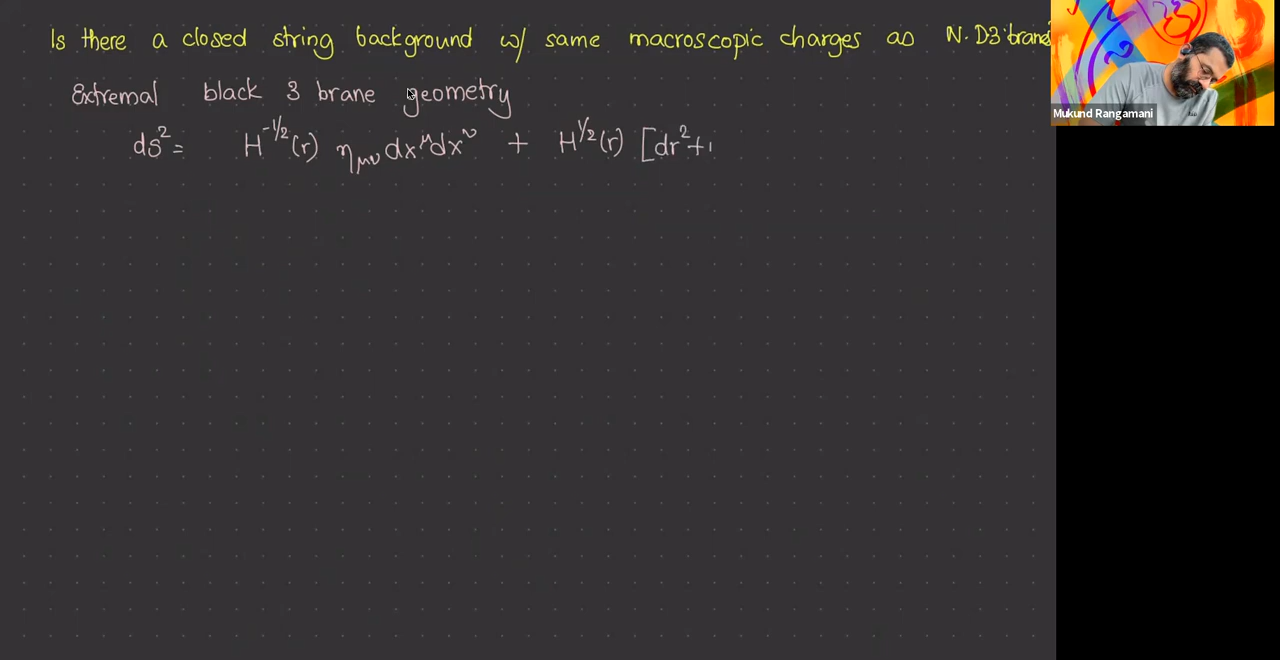 Is there a closed string background w/ same macroscopic charges as N. D3 brane
Extremal black 3 brane geometry
ds² = H^{-1/2}(r) η_{μν} dx^μ dx^ν + H^{1/2}(r) [dr² +
Mukund Rangamani